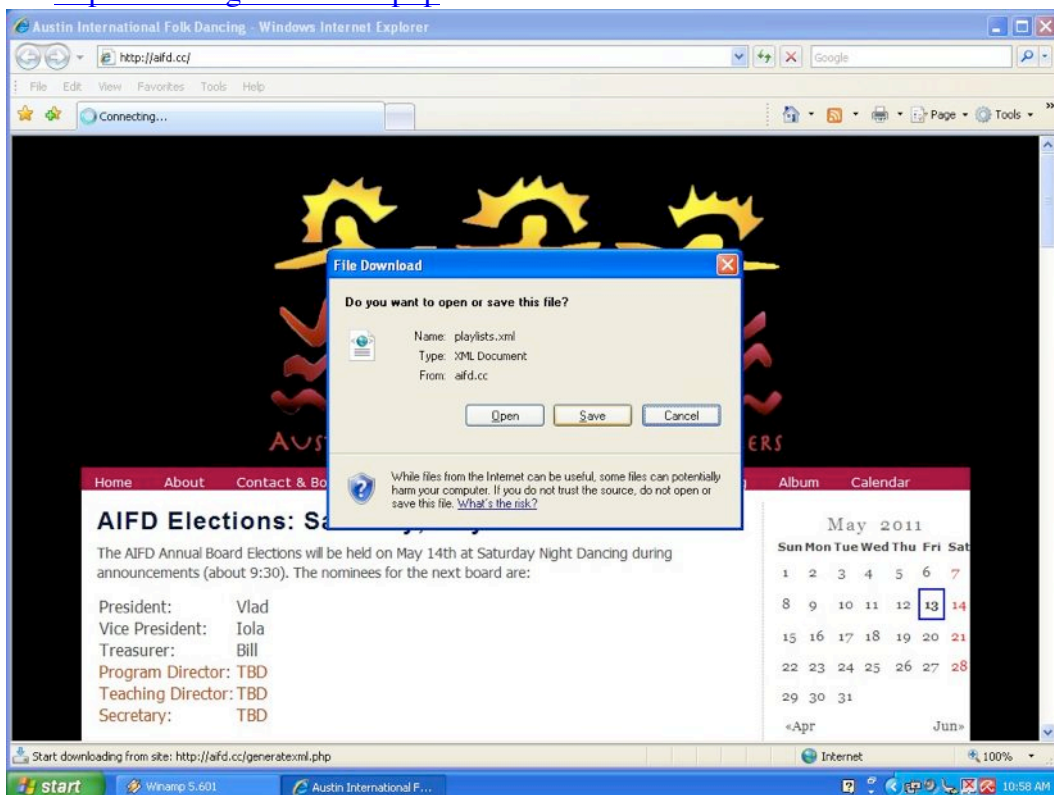 Austin International Folk Dancing - Windows Internet Explorer
http://aifd.cc/
Google
File Edit View Favorites Tools Help
Connecting...
Page Tools
File Download
Do you want to open or save this file?
Name: playlists.xml
Type: XML Document
From: aifd.cc
Open Save Cancel
While files from the Internet can be useful, some files can potentially
harm your computer. If you do not trust the source, do not open or
save this file. What's the risk?
Home About Contact & Album Calendar
AIFD Elections:
The AIFD Annual Board Elections will be held on May 14th at Saturday Night Dancing during
announcements (about 9:30). The nominees for the next board are:
President: Vlad
Vice President: Iola
Treasurer: Bill
Program Director: TBD
Teaching Director: TBD
Secretary: TBD
May 2011
Sun Mon Tue Wed Thu Fri Sat
1 2 3 4 5 6 7
8 9 10 11 12 13 14
15 16 17 18 19 20 21
22 23 24 25 26 27 28
29 30 31
«Apr Jun»
Start downloading from site: http://aifd.cc/generatexml.php
Internet 100%
start Winamp 5.601 Austin International F... 10:58 AM